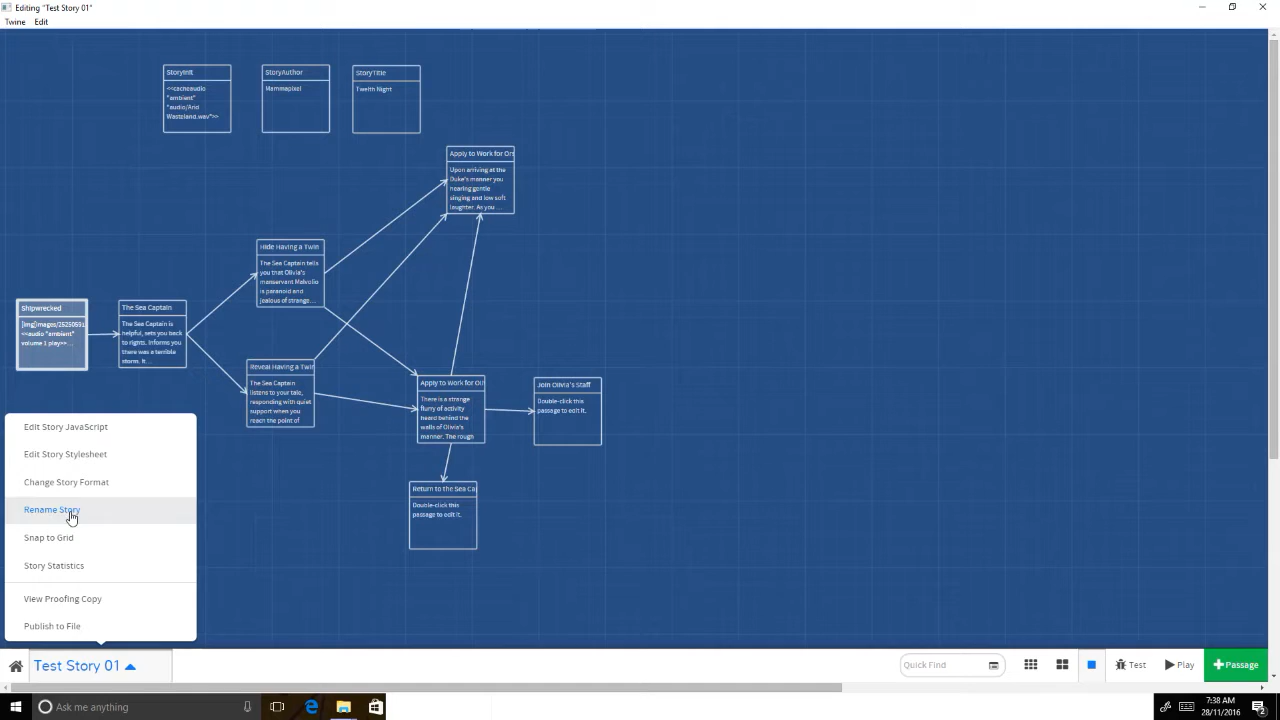 Editing "Test Story 01"
Twine Edit
StoryInit
<<cacheaudio
"ambient"
"audio/Arid
Wasteland.wav">>
StoryAuthor
Mammapixel
StoryTitle
Twelth Night
Apply to Work for Ors
Upon arriving at the
Duke's manner you
hearing gentle
singing and low soft
laughter. As you ...
Hide Having a Twin
The Sea Captain tells
you that Olivia's
manservant Malvolio
is paranoid and
jealous of strange...
Shipwrecked
<<audio "ambient"
volume 1 play>>...
The Sea Captain
The Sea Captain is
helpful, sets you back
to rights. Informs you
there was a terrible
storm. It...
Reveal Having a Twin
The Sea Captain
listens to your tale,
responding with quiet
support when you
reach the point of
Apply to Work for Oli
There is a strange
flurry of activity
heard behind the
walls of Olivia's
manner. The rough
Join Olivia's Staff
Double-click this
passage to edit it.
Return to the Sea Cap
Double-click this
passage to edit it.
Edit Story JavaScript
Edit Story Stylesheet
Change Story Format
Rename Story
Snap to Grid
Story Statistics
View Proofing Copy
Publish to File
Test Story 01
Quick Find
Test
Play
+Passage
Ask me anything
7:38 AM
28/11/2016
2